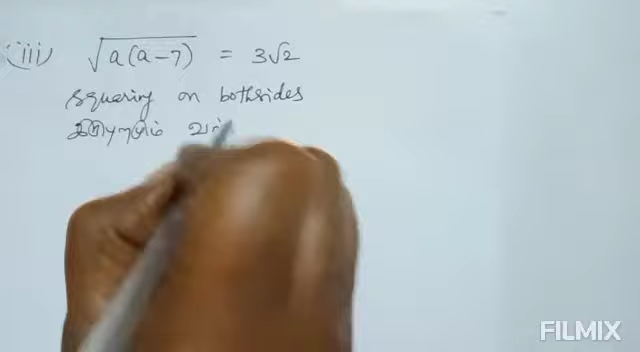 (iii) √a(a-7) = 3√2
squaring on bothsides
இருபுறமும்
FILMIX